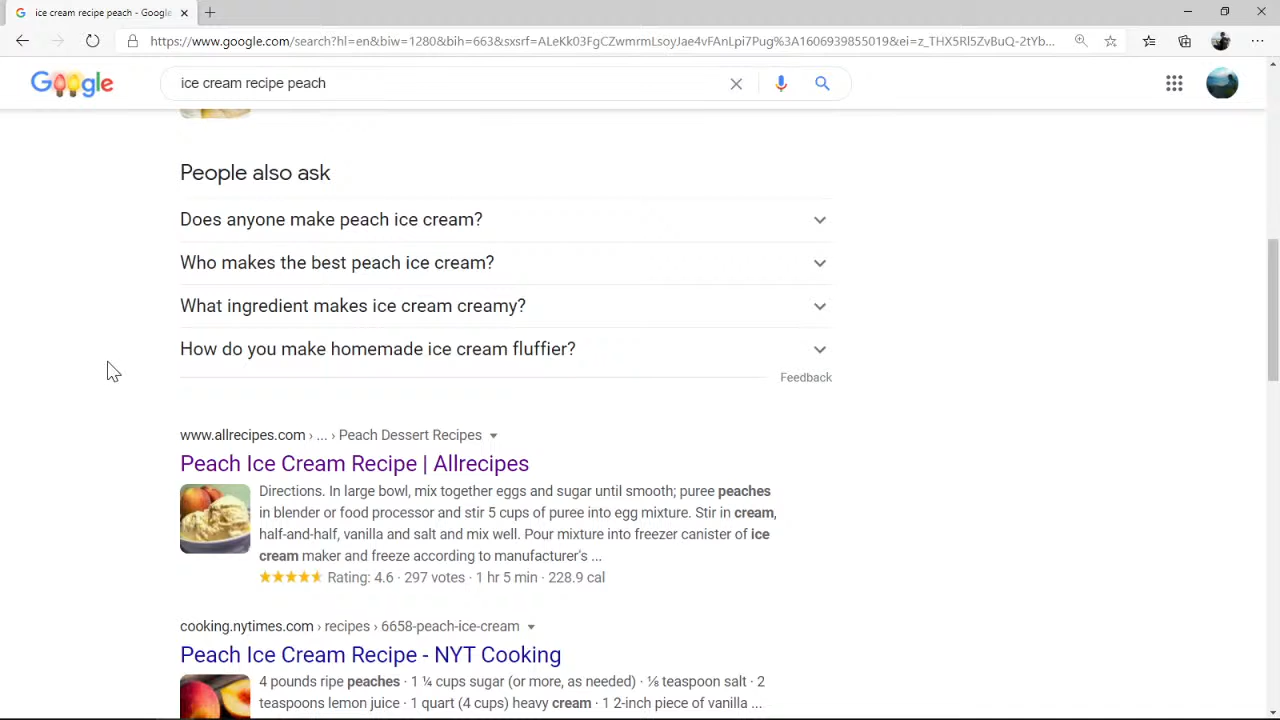 ice cream recipe peach - Google
https://www.google.com/search?hl=en&biw=1280&bih=663&sxsrf=ALeKk03FgCZwmrmLsoyJae4vFAnLpi7Pug%3A1606939855019&ei=z_THX5Rl5ZvBuQ-2tYb...
Google
ice cream recipe peach
People also ask
Does anyone make peach ice cream?
Who makes the best peach ice cream?
What ingredient makes ice cream creamy?
How do you make homemade ice cream fluffier?
Feedback
www.allrecipes.com › ... › Peach Dessert Recipes
Peach Ice Cream Recipe | Allrecipes
Directions. In large bowl, mix together eggs and sugar until smooth; puree peaches
in blender or food processor and stir 5 cups of puree into egg mixture. Stir in cream,
half-and-half, vanilla and salt and mix well. Pour mixture into freezer canister of ice
cream maker and freeze according to manufacturer's ...
Rating: 4.6 · 297 votes · 1 hr 5 min · 228.9 cal
cooking.nytimes.com › recipes › 6658-peach-ice-cream
Peach Ice Cream Recipe - NYT Cooking
4 pounds ripe peaches · 1 ¼ cups sugar (or more, as needed) · ⅛ teaspoon salt · 2
teaspoons lemon juice · 1 quart (4 cups) heavy cream · 1 2-inch piece of vanilla ...